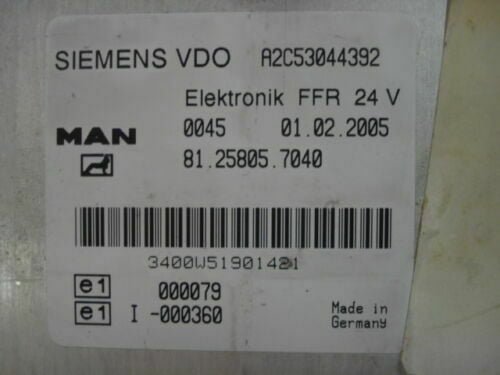 SIEMENS VDO A2C53044392
Elektronik FFR 24 V
MAN 0045 01.02.2005
81.25805.7040
3400W51901421
e1 000079
e1 I -000360
Made in
Germany